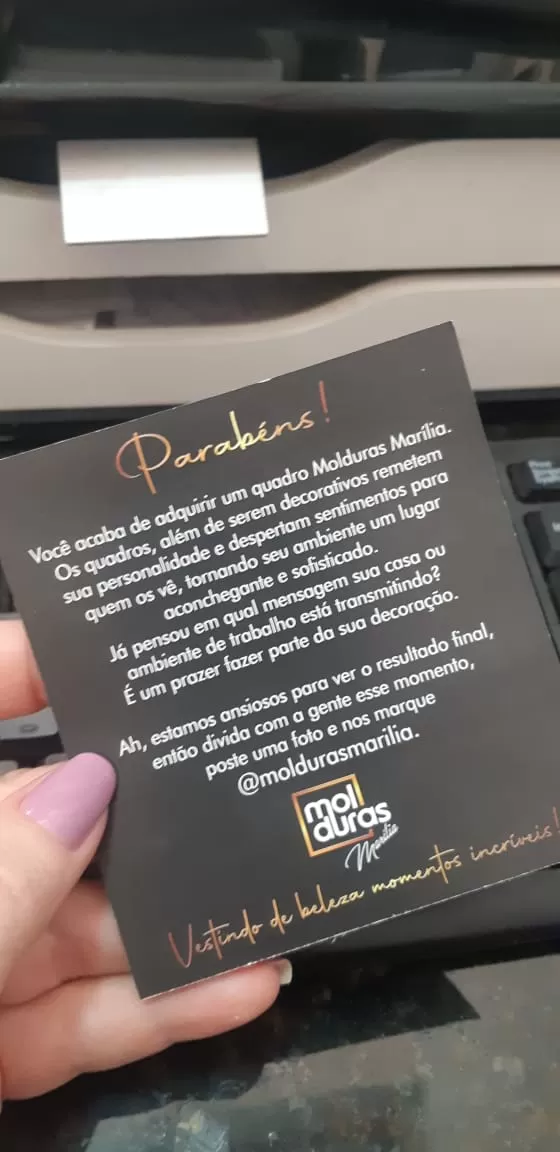 Parabéns!
Você acaba de adquirir um quadro Molduras Marília.
Os quadros, além de serem decorativos remetem
sua personalidade e despertam sentimentos para
quem os vê, tornando seu ambiente um lugar
aconchegante e sofisticado.
Já pensou em qual mensagem sua casa ou
ambiente de trabalho está transmitindo?
É um prazer fazer parte da sua decoração.
Ah, estamos ansiosos para ver o resultado final,
então divida com a gente esse momento,
poste uma foto e nos marque
@moldurasmarilia.
mol
duras
Marília
Vestindo de beleza momentos incríveis!